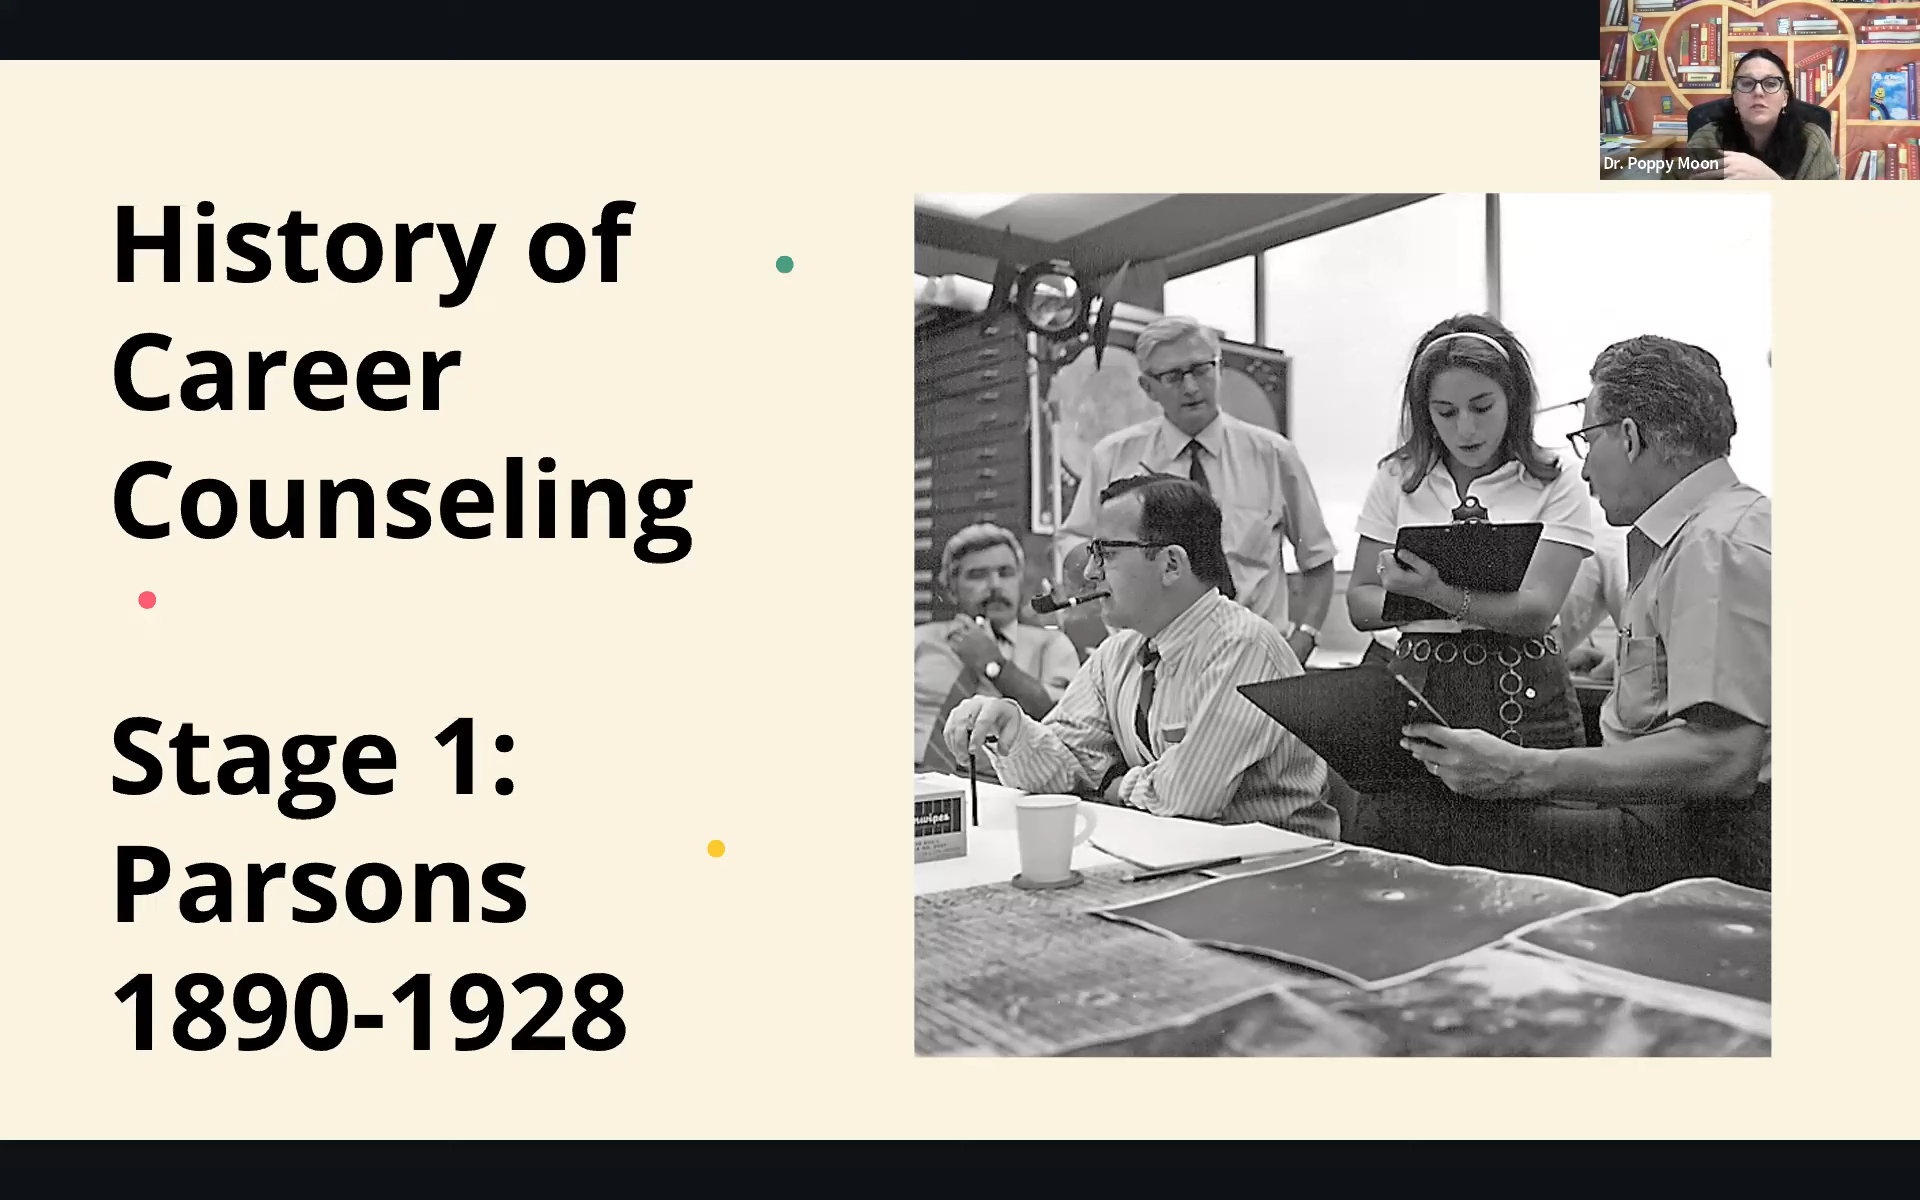 Dr. Poppy Moon
History of
Career
Counseling
Stage 1:
Parsons
1890-1928